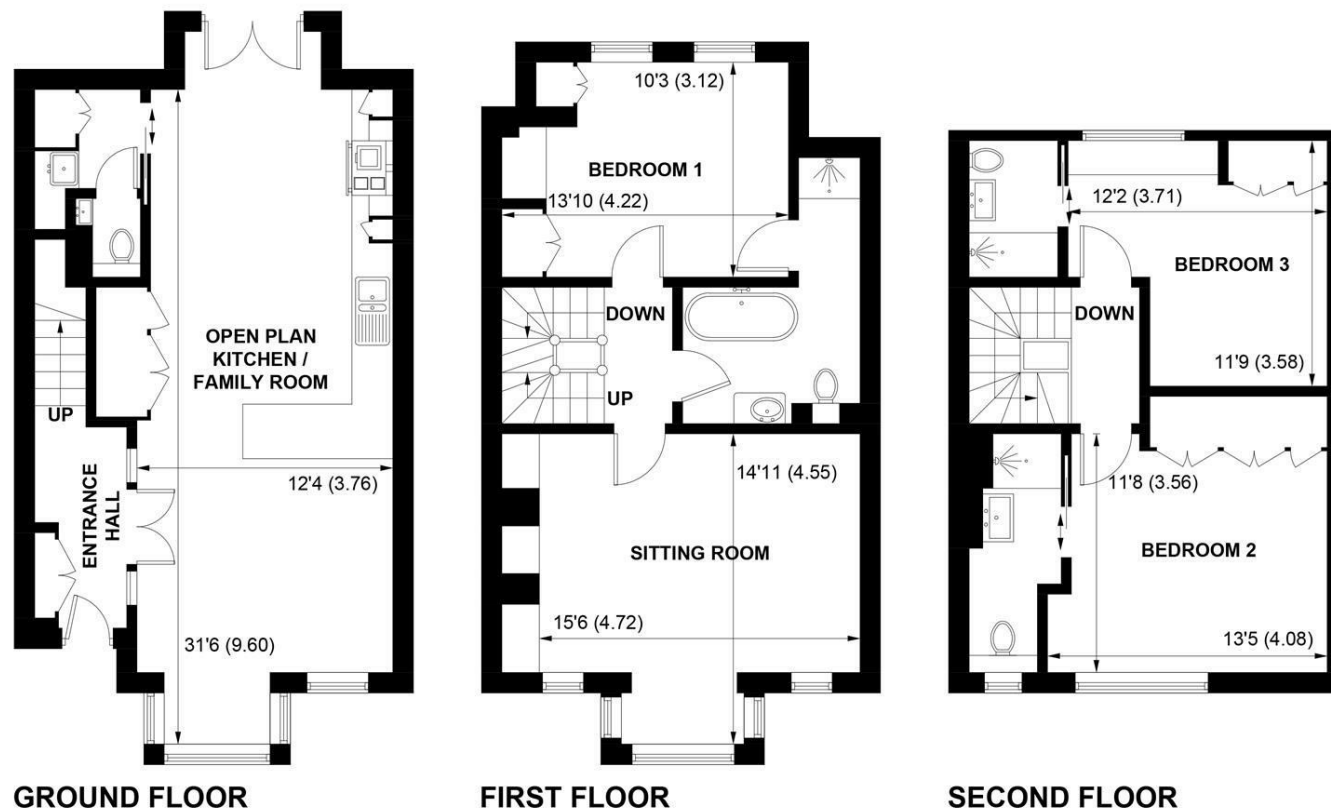 10'3 (3.12)
BEDROOM 1
13'10 (4.22)
12'2 (3.71)
BEDROOM 3
DOWN
DOWN
OPEN PLAN
KITCHEN /
FAMILY ROOM
11'9 (3.58)
UP
UP
12'4 (3.76)
14'11 (4.55)
11'8 (3.56)
ENTRANCE
HALL
SITTING ROOM
BEDROOM 2
15'6 (4.72)
31'6 (9.60)
13'5 (4.08)
GROUND FLOOR
FIRST FLOOR
SECOND FLOOR